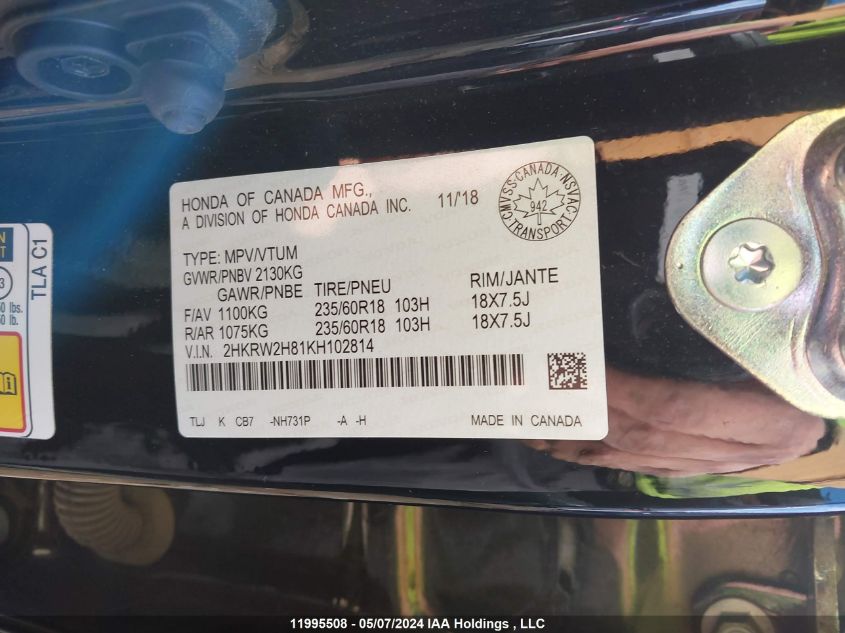 HONDA OF CANADA MFG.,
A DIVISION OF HONDA CANADA INC. 11/'18
CMVSS·CANADA·NSVAC
942
·TRANSPORT·
TYPE: MPV/VTUM
GVWR/PNBV 2130KG
GAWR/PNBE TIRE/PNEU RIM/JANTE
F/AV 1100KG 235/60R18 103H 18X7.5J
R/AR 1075KG 235/60R18 103H 18X7.5J
V.I.N. 2HKRW2H81KH102814
TLJ K CB7 -NH731P -A -H MADE IN CANADA
TLA C1
lbs.
lb.
11995508 - 05/07/2024 IAA Holdings , LLC